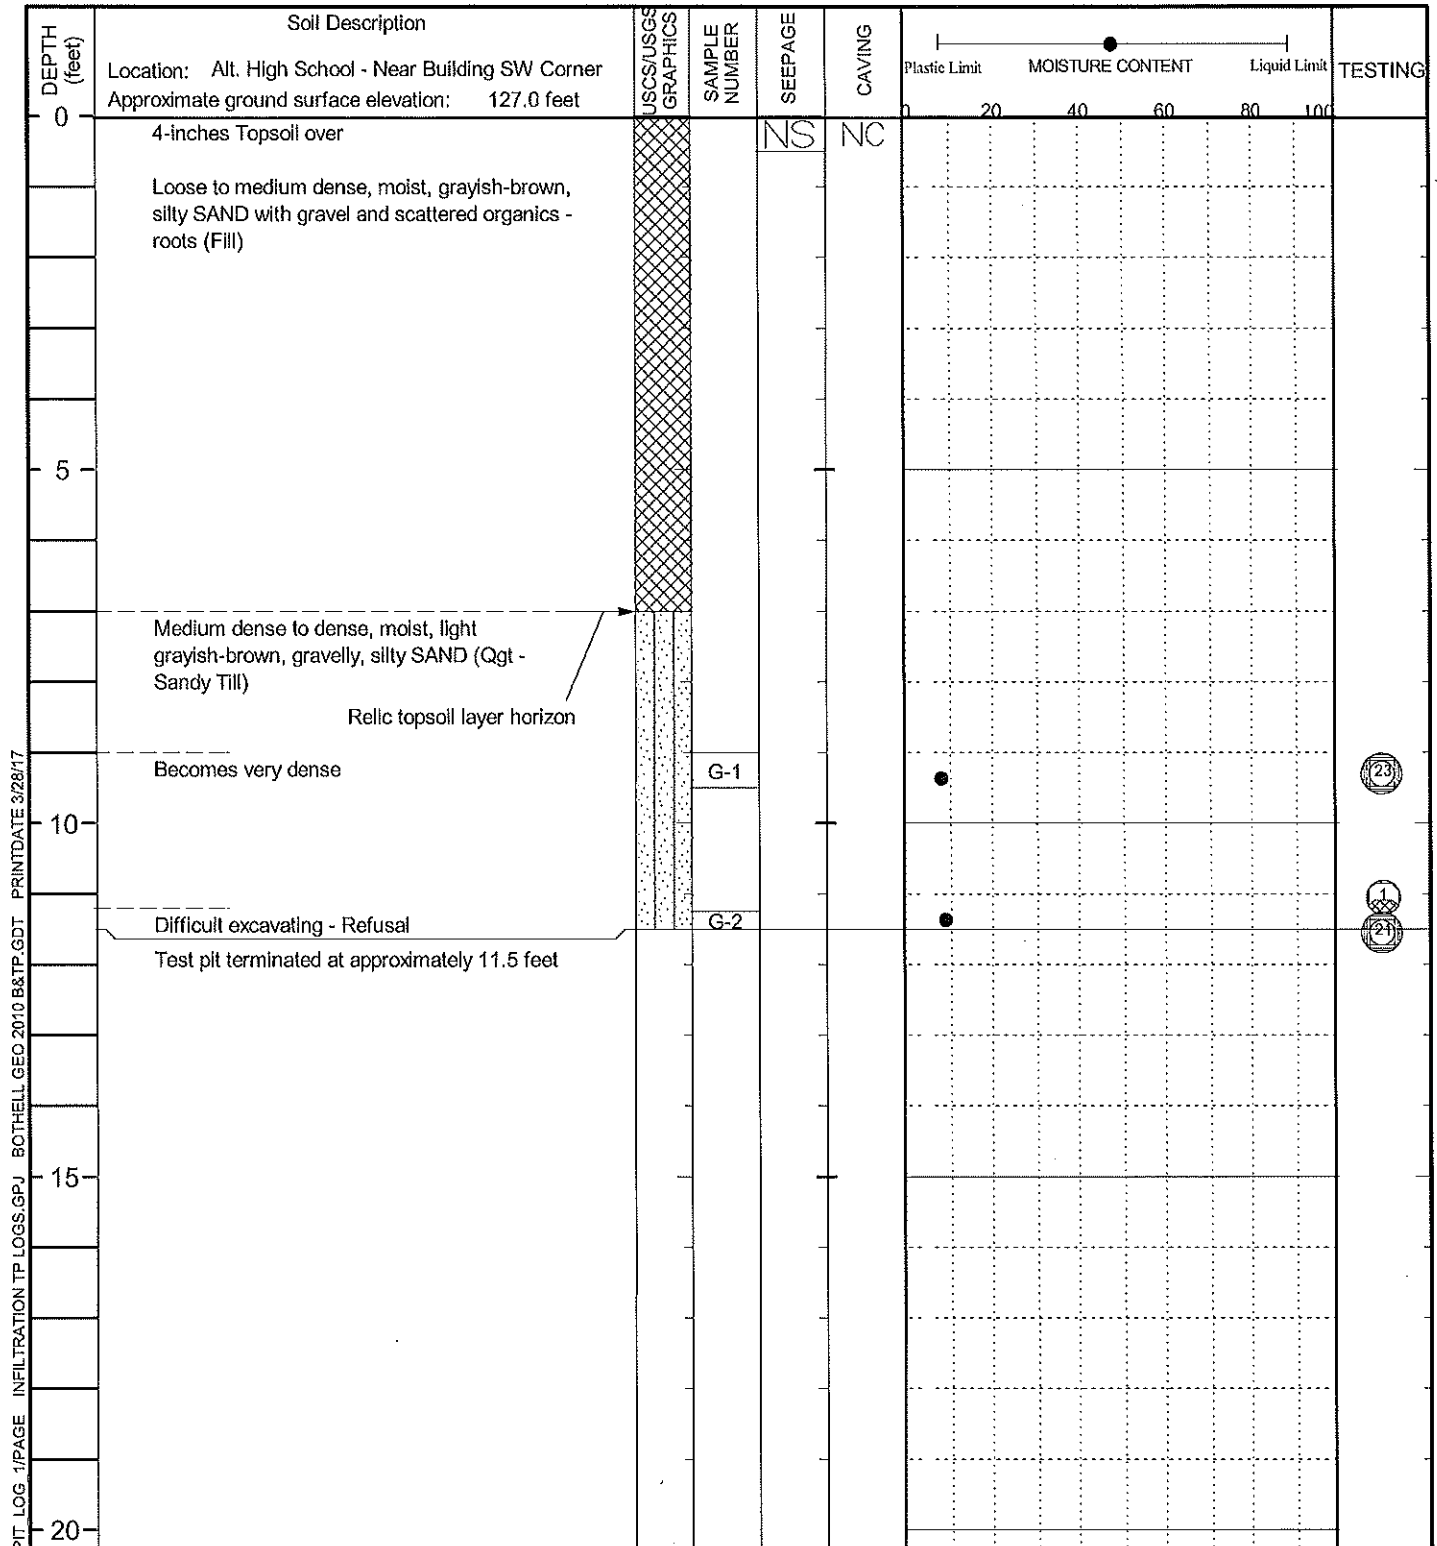 DEPTH
(feet)
Soil Description
Location: Alt. High School - Near Building SW Corner
Approximate ground surface elevation: 127.0 feet
USCS/USGS
GRAPHICS
SAMPLE
NUMBER
SEEPAGE
CAVING
Plastic Limit MOISTURE CONTENT Liquid Limit
0 20 40 60 80 100
TESTING
0
4-inches Topsoil over
NS NC
Loose to medium dense, moist, grayish-brown,
silty SAND with gravel and scattered organics -
roots (Fill)
5
Medium dense to dense, moist, light
grayish-brown, gravelly, silty SAND (Qgt -
Sandy Till)
Relic topsoil layer horizon
Becomes very dense
G-1
23
10
1
Difficult excavating - Refusal
G-2
21
Test pit terminated at approximately 11.5 feet
15
20
PIT_LOG 1/PAGE INFILTRATION TP LOGS.GPJ BOTHELL GEO 2010 B&TP.GDT PRINTDATE 3/28/17